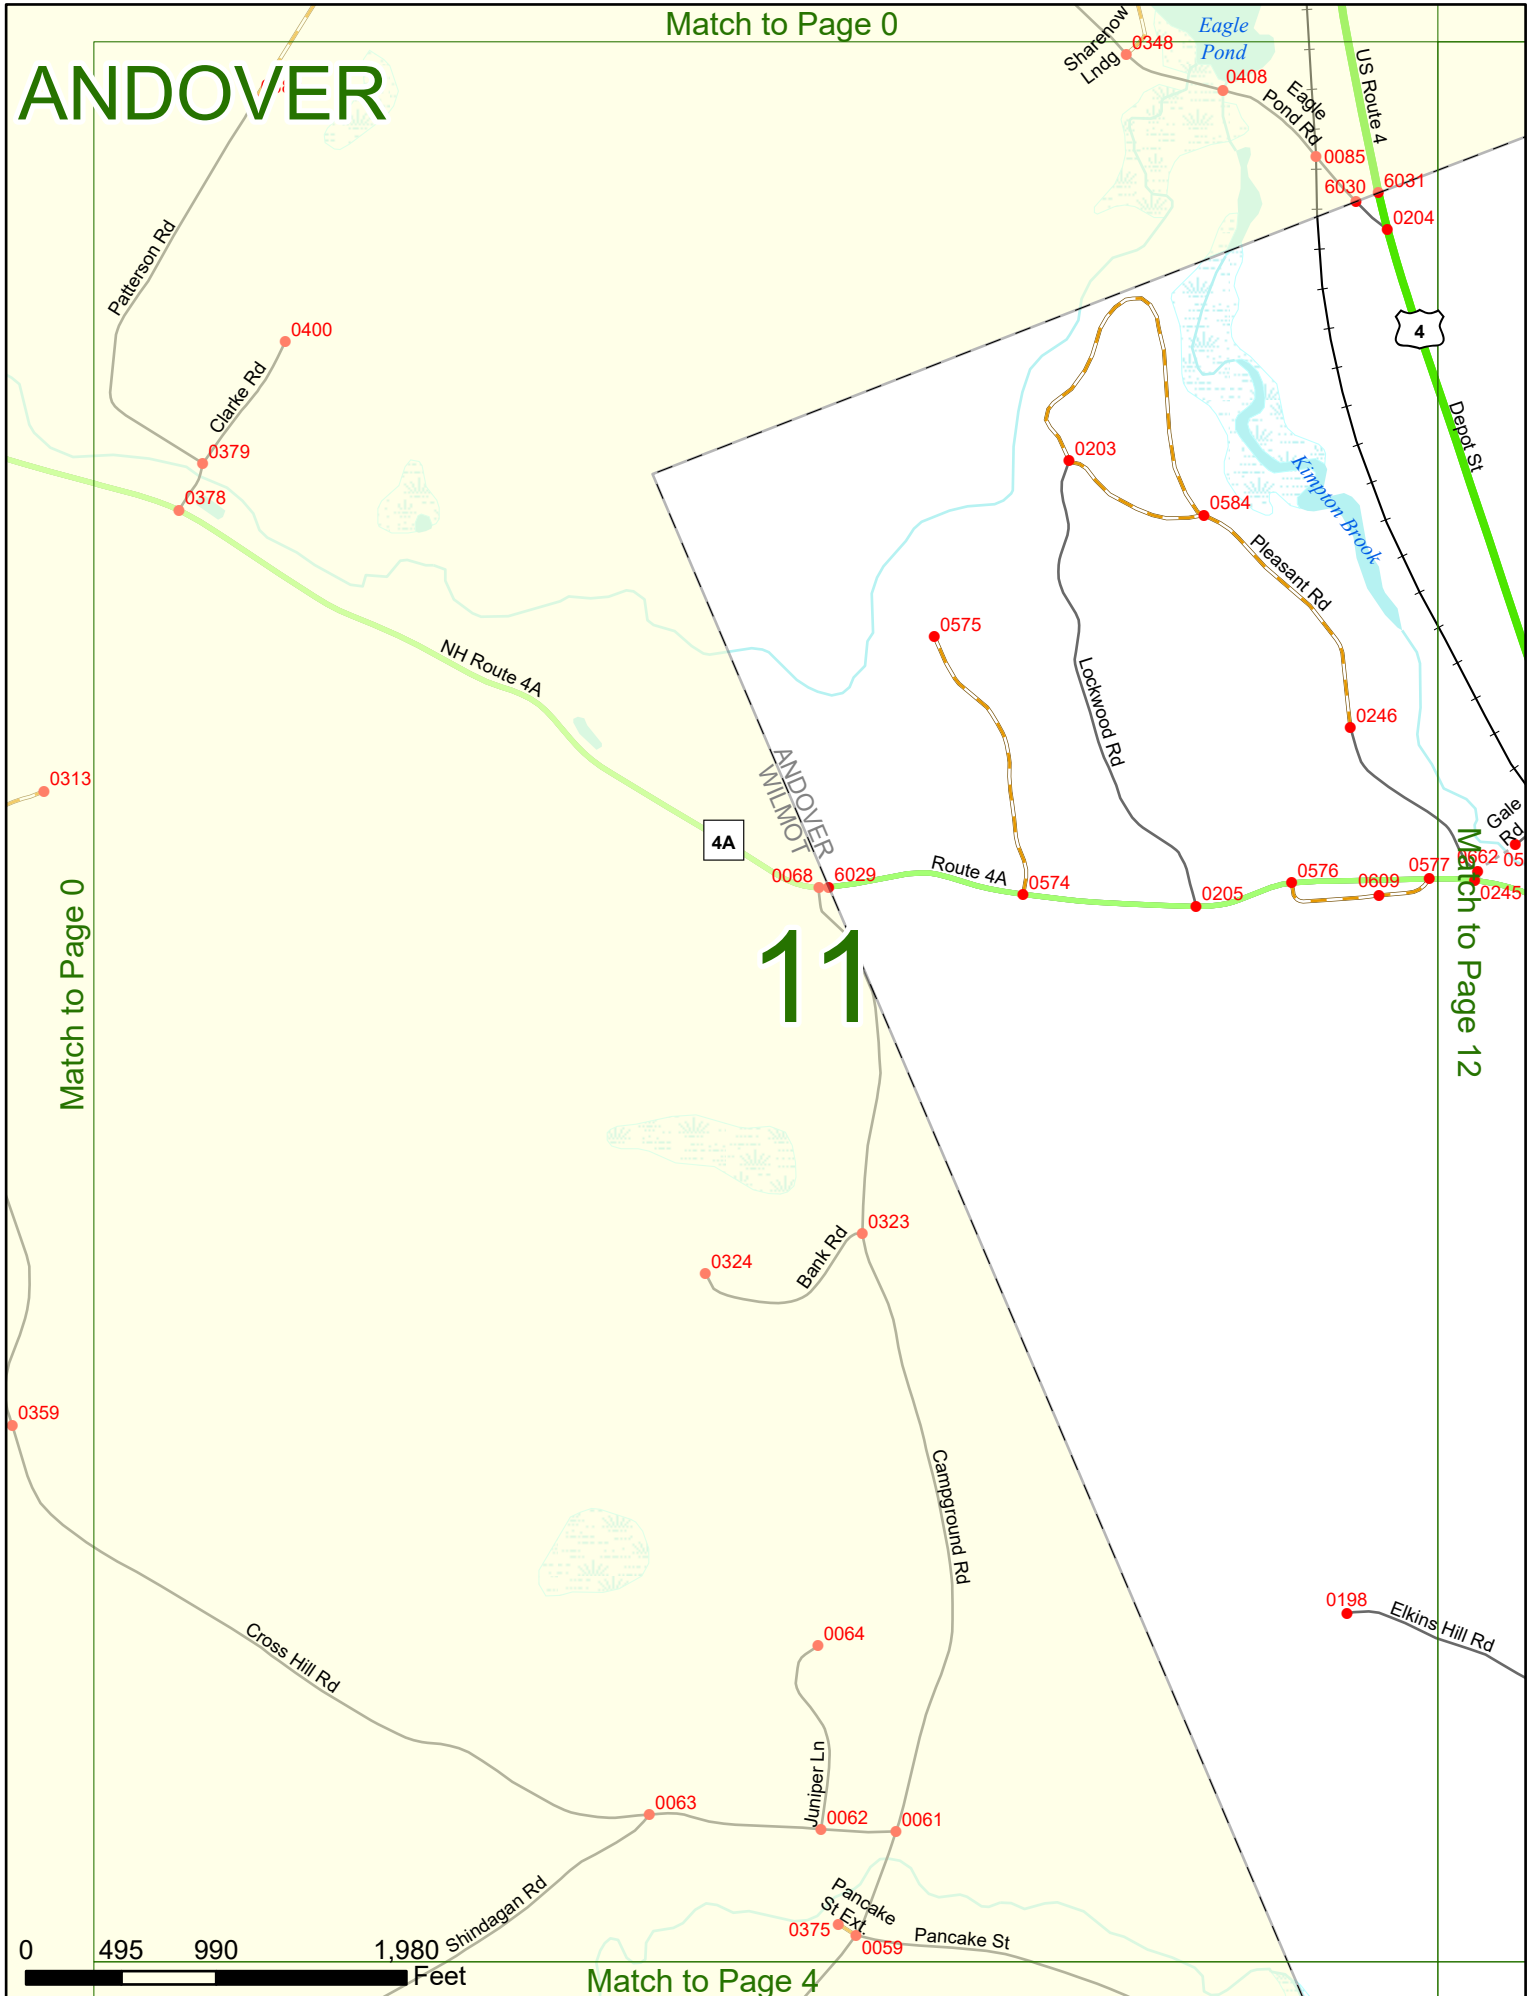 Match to Page 0
ANDOVER
Sharenow
Lndg
0348
Eagle
Pond
0408
Eagle
Pond Rd
US Route 4
0085
6030
6031
0204
4
Depot St
Patterson Rd
0400
Clarke Rd
0379
0378
0203
0584
Kimpton Brook
Pleasant Rd
0575
NH Route 4A
Lockwood Rd
0246
0313
ANDOVER
WILMOT
4A
Gale
Rd
0068
6029
Route 4A
0574
0205
0576
0609
0577
0662
05
0245
Match to Page 0
11
Match to Page 12
0323
0324
Bank Rd
0359
Campground Rd
0198
Elkins Hill Rd
0064
Cross Hill Rd
Juniper Ln
0063
0062
0061
Shindagan Rd
Pancake
St Ext.
0375
0059
Pancake St
0 495 990 1,980
Feet
Match to Page 4